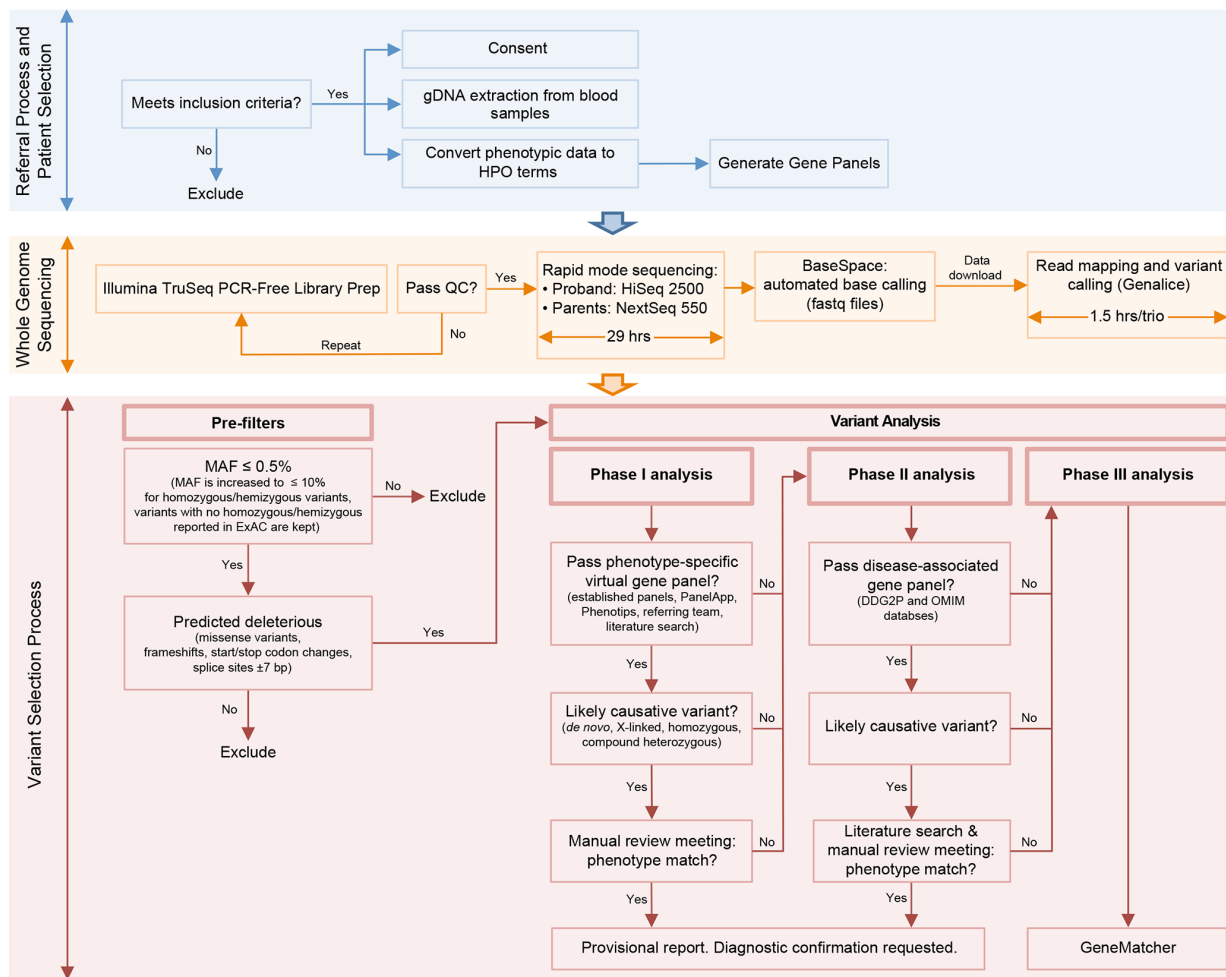 Referral Process and
Patient Selection
Meets inclusion criteria?
Yes
No
Exclude
Consent
gDNA extraction from blood
samples
Convert phenotypic data to
HPO terms
Generate Gene Panels
Whole Genome
Sequencing
Illumina TruSeq PCR-Free Library Prep
Pass QC?
Yes
No
Repeat
Rapid mode sequencing:
• Proband: HiSeq 2500
• Parents: NextSeq 550
29 hrs
BaseSpace:
automated base calling
(fastq files)
Data
download
Read mapping and variant
calling (Genalice)
1.5 hrs/trio
Variant Selection Process
Pre-filters
MAF ≤ 0.5%
(MAF is increased to ≤ 10%
for homozygous/hemizygous variants,
variants with no homozygous/hemizygous
reported in ExAC are kept)
No
Exclude
Yes
Predicted deleterious
(missense variants,
frameshifts, start/stop codon changes,
splice sites ±7 bp)
Yes
No
Exclude
Variant Analysis
Phase I analysis
Pass phenotype-specific
virtual gene panel?
(established panels, PanelApp,
Phenotips, referring team,
literature search)
No
Yes
Likely causative variant?
(de novo, X-linked, homozygous,
compound heterozygous)
No
Yes
Manual review meeting:
phenotype match?
No
Yes
Phase II analysis
Pass disease-associated
gene panel?
(DDG2P and OMIM
databses)
No
Yes
Likely causative variant?
No
Yes
Literature search &
manual review meeting:
phenotype match?
No
Yes
Provisional report. Diagnostic confirmation requested.
Phase III analysis
GeneMatcher